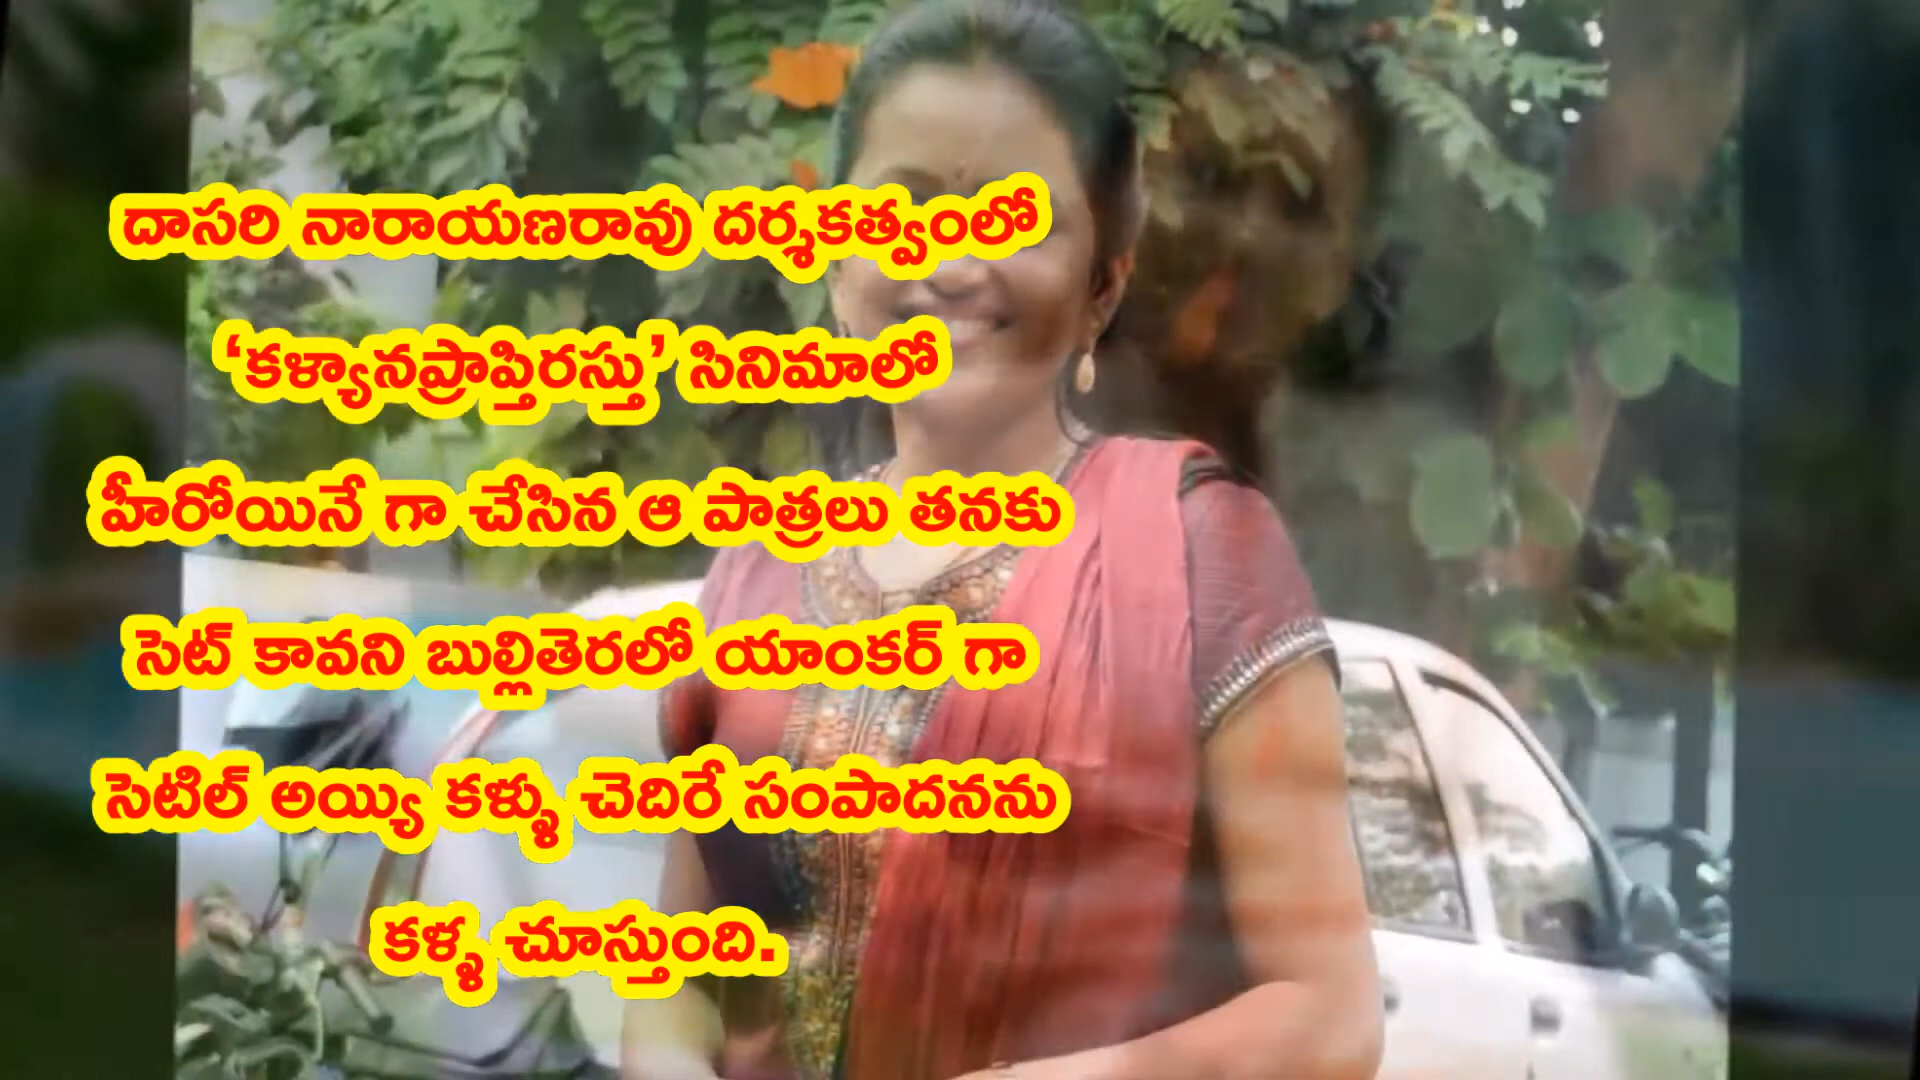 దాసరి నారాయణరావు దర్శకత్వంలో
‘కళ్యానప్రాప్తిరస్తు’ సినిమాలో
హీరోయినే గా చేసిన ఆ పాత్రలు తనకు
సెట్ కావని బుల్లితెరలో యాంకర్ గా
సెటిల్ అయ్యి కళ్ళు చెదిరే సంపాదనను
కళ్ళ చూస్తుంది.